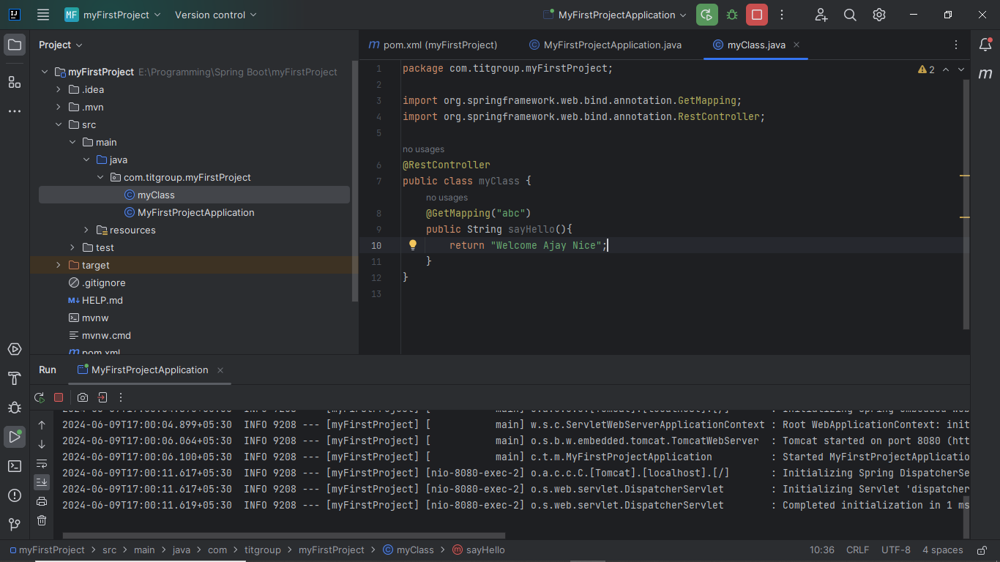 MF myFirstProject Version control MyFirstProjectApplication
Project
pom.xml (myFirstProject) MyFirstProjectApplication.java myClass.java
myFirstProject E:\Programming\Spring Boot\myFirstProject
.idea
.mvn
src
main
java
com.titgroup.myFirstProject
myClass
MyFirstProjectApplication
resources
test
target
.gitignore
HELP.md
mvnw
mvnw.cmd
pom.xml
2
1 package com.titgroup.myFirstProject;
2
3 import org.springframework.web.bind.annotation.GetMapping;
4 import org.springframework.web.bind.annotation.RestController;
5
no usages
6 @RestController
7 public class myClass {
no usages
8 @GetMapping("abc")
9 public String sayHello(){
10 return "Welcome Ajay Nice";
11 }
12 }
13
Run MyFirstProjectApplication
2024-06-09T17:00:04.899+05:30 INFO 9208 --- [myFirstProject] [ main] w.s.c.ServletWebServerApplicationContext : Root WebApplicationContext: init
2024-06-09T17:00:06.064+05:30 INFO 9208 --- [myFirstProject] [ main] o.s.b.w.embedded.tomcat.TomcatWebServer : Tomcat started on port 8080 (htt
2024-06-09T17:00:06.100+05:30 INFO 9208 --- [myFirstProject] [ main] c.t.m.MyFirstProjectApplication : Started MyFirstProjectApplicatio
2024-06-09T17:00:11.617+05:30 INFO 9208 --- [myFirstProject] [nio-8080-exec-2] o.a.c.c.C.[Tomcat].[localhost].[/] : Initializing Spring DispatcherSe
2024-06-09T17:00:11.617+05:30 INFO 9208 --- [myFirstProject] [nio-8080-exec-2] o.s.web.servlet.DispatcherServlet : Initializing Servlet 'dispatcher
2024-06-09T17:00:11.619+05:30 INFO 9208 --- [myFirstProject] [nio-8080-exec-2] o.s.web.servlet.DispatcherServlet : Completed initialization in 1 ms
myFirstProject > src > main > java > com > titgroup > myFirstProject > myClass > sayHello 10:36 CRLF UTF-8 4 spaces